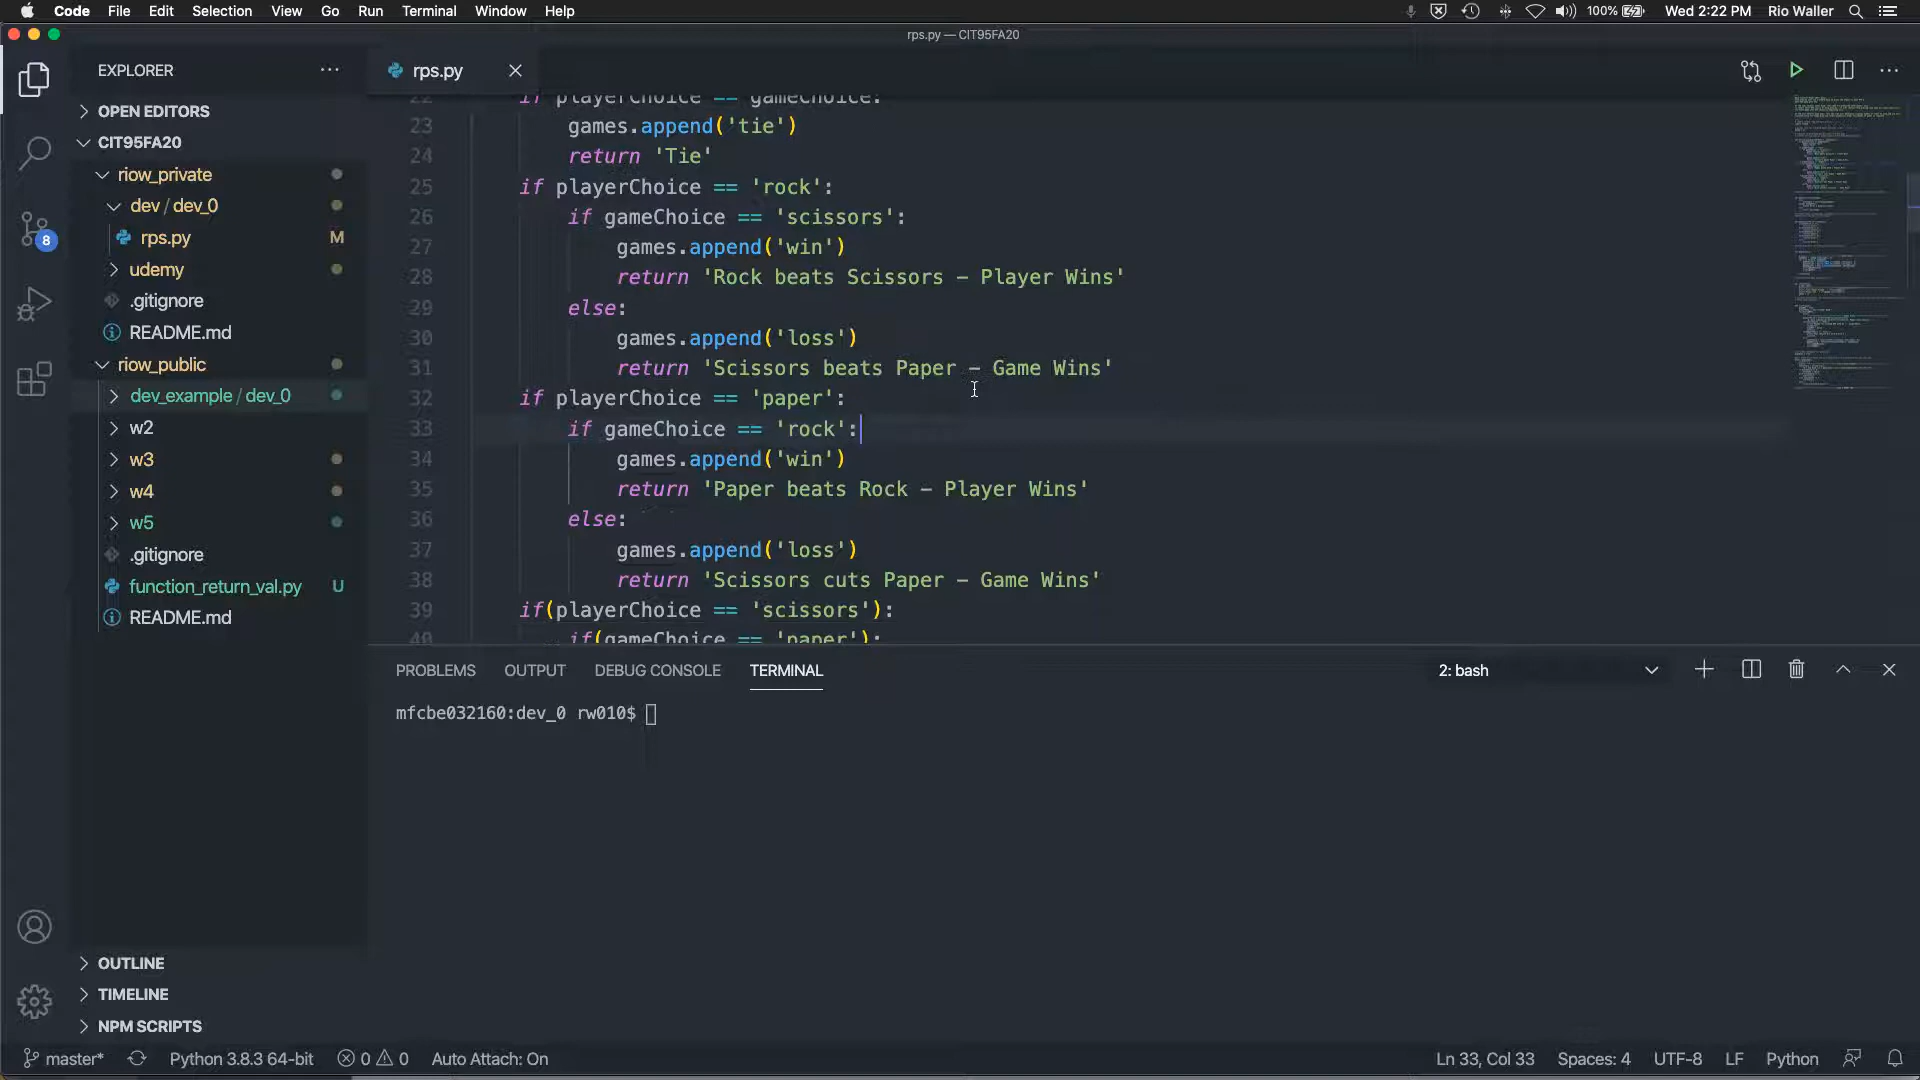 Code File Edit Selection View Go Run Terminal Window Help 100% Wed 2:22 PM Rio Waller
rps.py — CIT95FA20
EXPLORER ...
rps.py
OPEN EDITORS
CIT95FA20
riow_private
dev / dev_0
rps.py M
udemy
.gitignore
README.md
riow_public
dev_example / dev_0
w2
w3
w4
w5
.gitignore
function_return_val.py U
README.md
OUTLINE
TIMELINE
NPM SCRIPTS
8
22 if playerChoice == gameChoice:
23 games.append('tie')
24 return 'Tie'
25 if playerChoice == 'rock':
26 if gameChoice == 'scissors':
27 games.append('win')
28 return 'Rock beats Scissors – Player Wins'
29 else:
30 games.append('loss')
31 return 'Scissors beats Paper – Game Wins'
32 if playerChoice == 'paper':
33 if gameChoice == 'rock':
34 games.append('win')
35 return 'Paper beats Rock – Player Wins'
36 else:
37 games.append('loss')
38 return 'Scissors cuts Paper – Game Wins'
39 if(playerChoice == 'scissors'):
40 if(gameChoice == 'paper'):
PROBLEMS OUTPUT DEBUG CONSOLE TERMINAL 2: bash
mfcbe032160:dev_0 rw010$
master* Python 3.8.3 64-bit 0 0 Auto Attach: On Ln 33, Col 33 Spaces: 4 UTF-8 LF Python